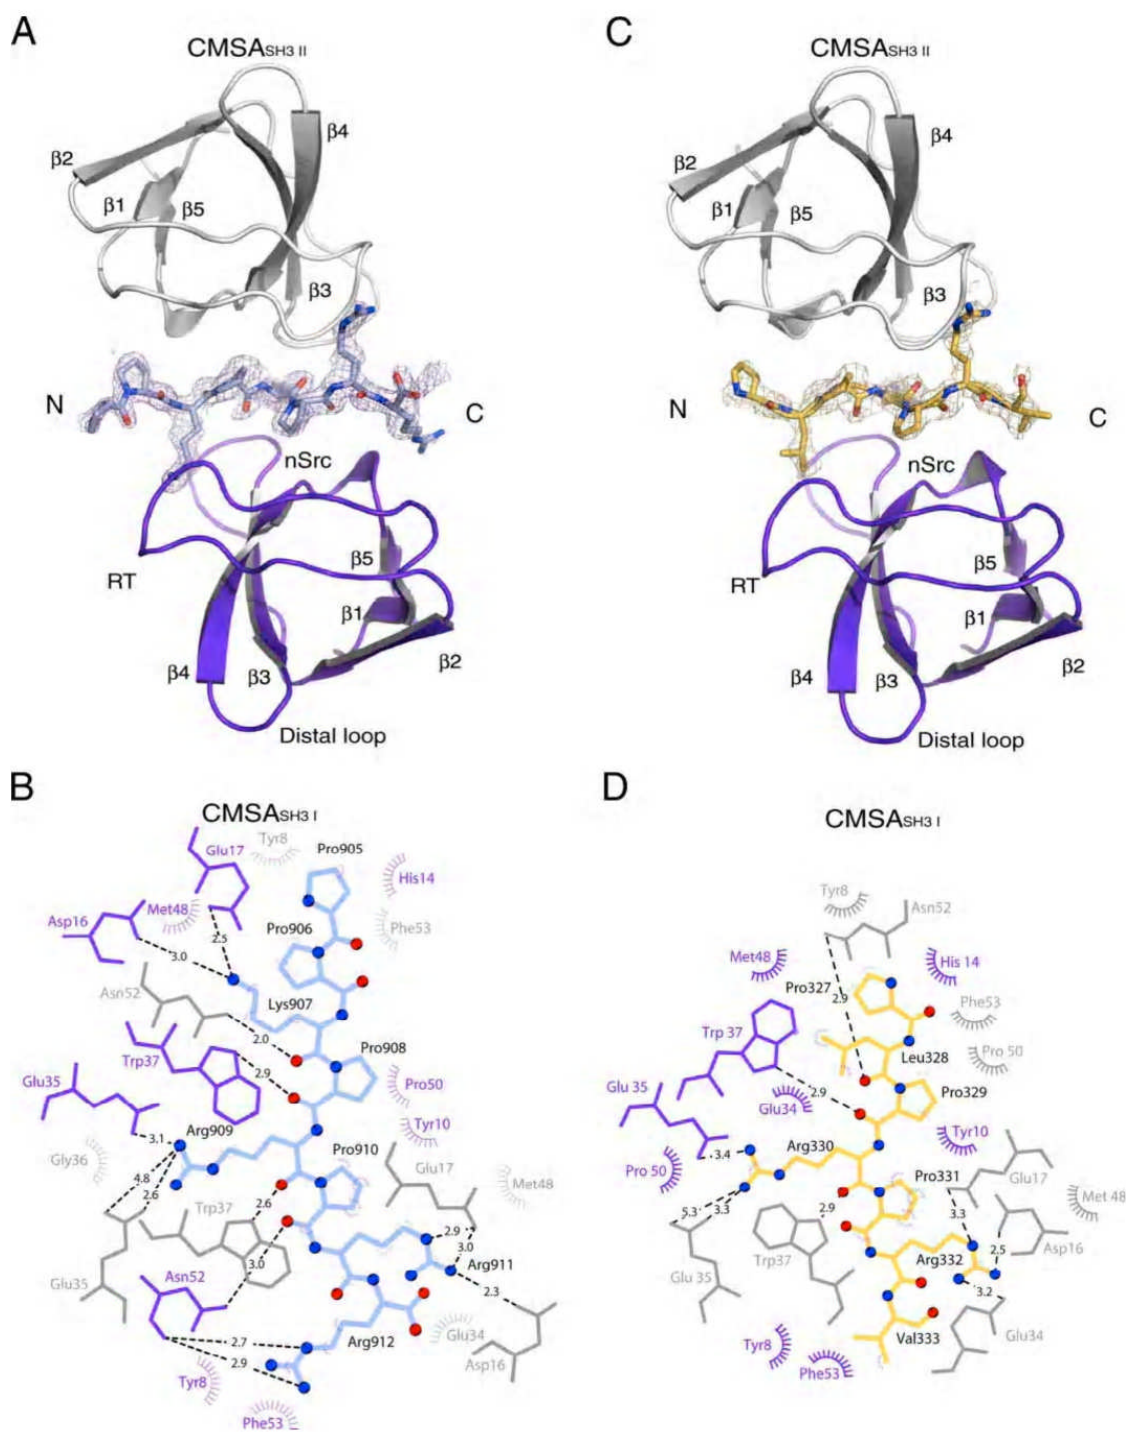 A
CMSASH3 II
β2
β4
β1
β5
β3
N
C
nSrc
RT
β5
β1
β4
β3
β2
Distal loop
C
CMSASH3 II
β2
β4
β1
β5
β3
N
C
nSrc
RT
β5
β1
β4
β3
β2
Distal loop
B
CMSASH3 I
Glu17
Tyr8
Pro905
His14
Asp16
Met48
Pro906
Phe53
2.5
3.0
Asn52
Lys907
2.0
Trp37
Pro908
2.9
Pro50
Glu35
Tyr10
Arg909
3.1
Pro910
Gly36
Glu17
Met48
4.8
2.6
Trp37
2.6
2.9
3.0
Asn52
3.0
Arg911
Glu35
2.3
2.7
Arg912
Glu34
Asp16
2.9
Tyr8
Phe53
D
CMSASH3 I
Tyr8
Asn52
Met48
His 14
Pro327
2.9
Phe53
Trp 37
Leu328
Pro 50
Glu 35
2.9
Glu34
Pro329
Tyr10
3.4
Arg330
Pro 50
Pro331
Glu17
Met 48
5.3
3.3
2.9
3.3
Trp37
Arg332
2.5
Asp16
Glu 35
3.2
Tyr8
Val333
Glu34
Phe53